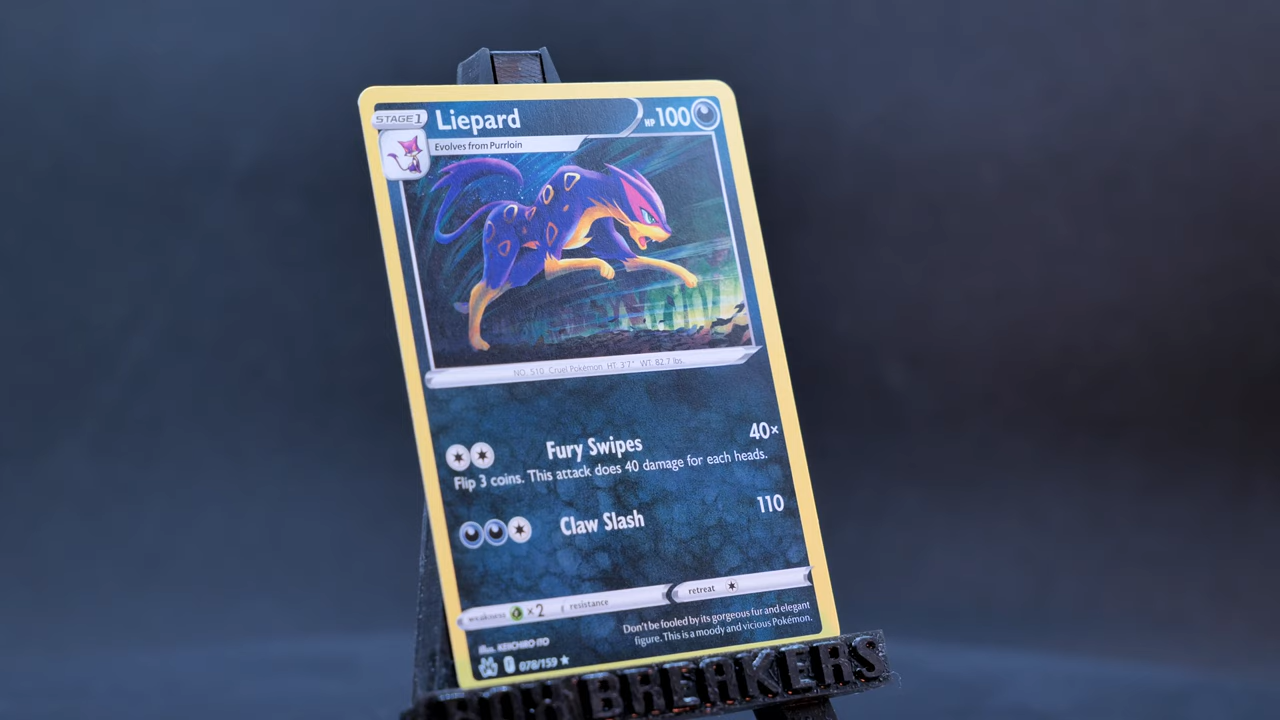 STAGE 1
Liepard
HP 100
Evolves from Purrloin
NO. 510 Cruel Pokémon HT: 3'7" WT: 82.7 lbs.
Fury Swipes 40×
Flip 3 coins. This attack does 40 damage for each heads.
Claw Slash 110
weakness ×2 resistance retreat
Don't be fooled by its gorgeous fur and elegant
figure. This is a moody and vicious Pokémon.
Illus. KEIICHIRO ITO
078/159
BREAKERS